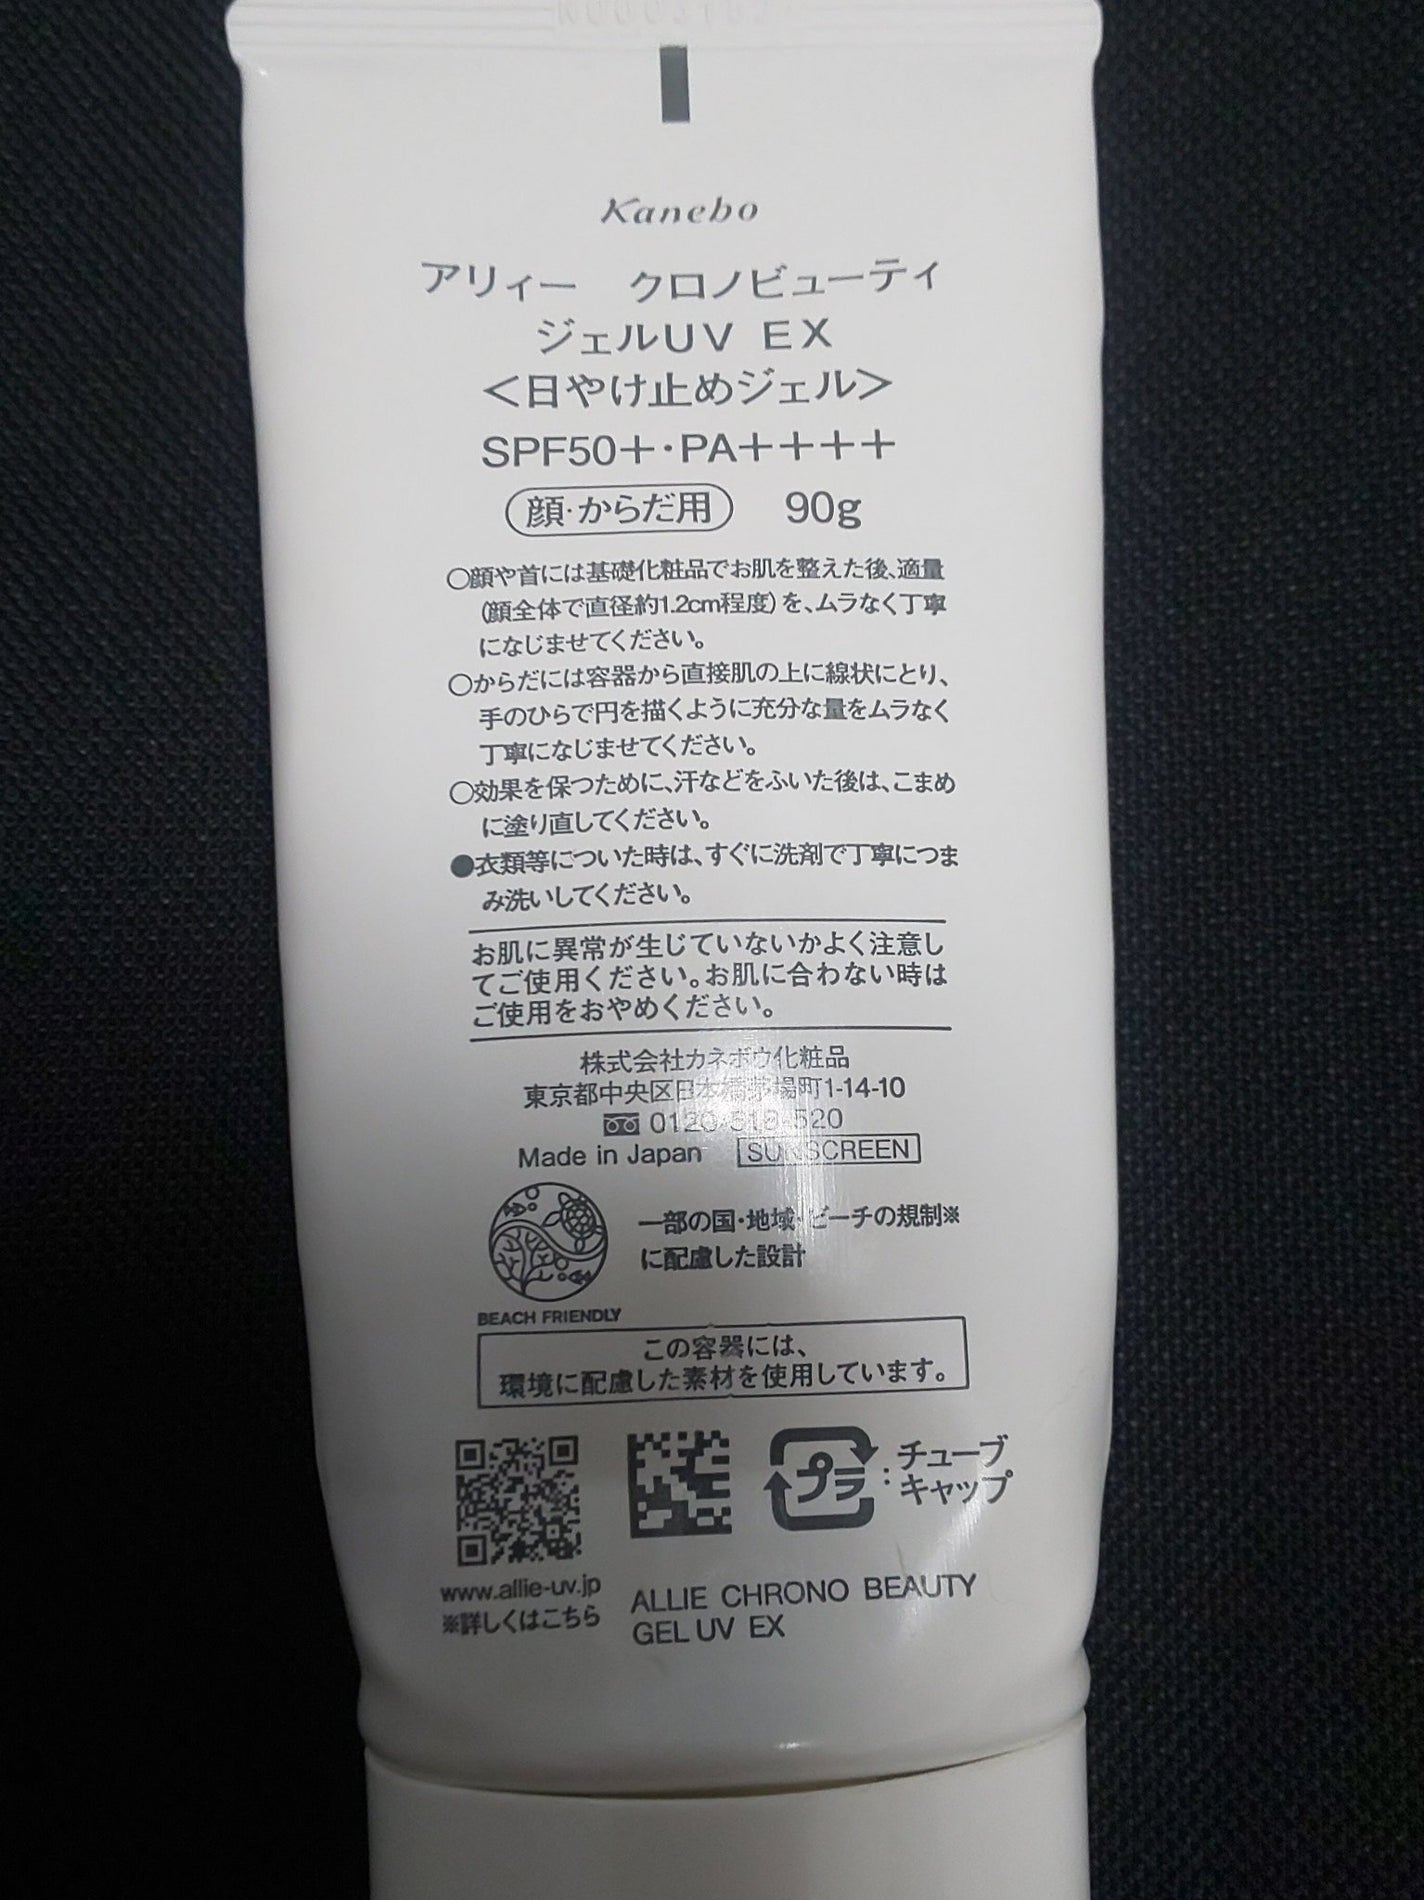 Kanebo
アリィー クロノビューティ
ジェルUV EX
＜日やけ止めジェル＞
SPF50+・PA++++
顔・からだ用 90g
○顔や首には基礎化粧品でお肌を整えた後、適量
(顔全体で直径約1.2cm程度)を、ムラなく丁寧
になじませてください。
○からだには容器から直接肌の上に線状にとり、
手のひらで円を描くように充分な量をムラなく
丁寧になじませてください。
○効果を保つために、汗などをふいた後は、こまめ
に塗り直してください。
●衣類等についた時は、すぐに洗剤で丁寧につま
み洗いしてください。
お肌に異常が生じていないかよく注意し
てご使用ください。お肌に合わない時は
ご使用をおやめください。
株式会社カネボウ化粧品
東京都中央区日本橋茅場町1-14-10
0120-518-520
Made in Japan SUNSCREEN
一部の国・地域・ビーチの規制※
に配慮した設計
BEACH FRIENDLY
この容器には、
環境に配慮した素材を使用しています。
プラ : チューブ
キャップ
www.allie-uv.jp
※詳しくはこちら
ALLIE CHRONO BEAUTY
GEL UV EX